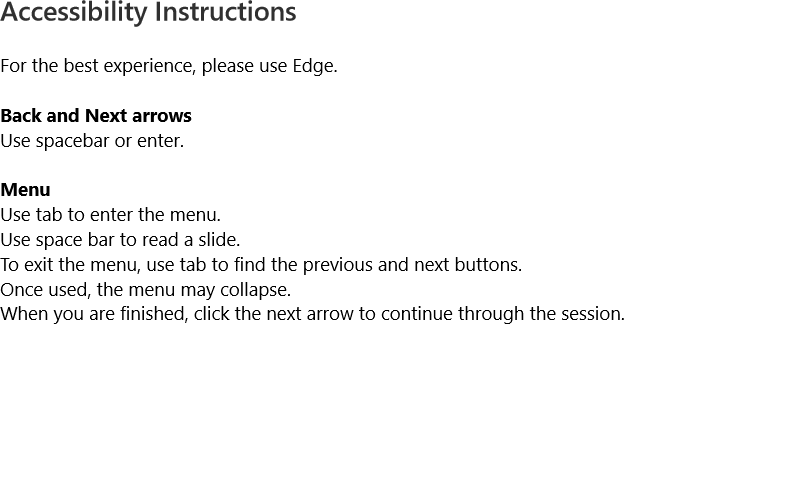 Accessibility Instructions
For the best experience, please use Edge.
Back and Next arrows
Use spacebar or enter.
Menu
Use tab to enter the menu.
Use space bar to read a slide.
To exit the menu, use tab to find the previous and next buttons.
Once used, the menu may collapse.
When you are finished, click the next arrow to continue through the session.